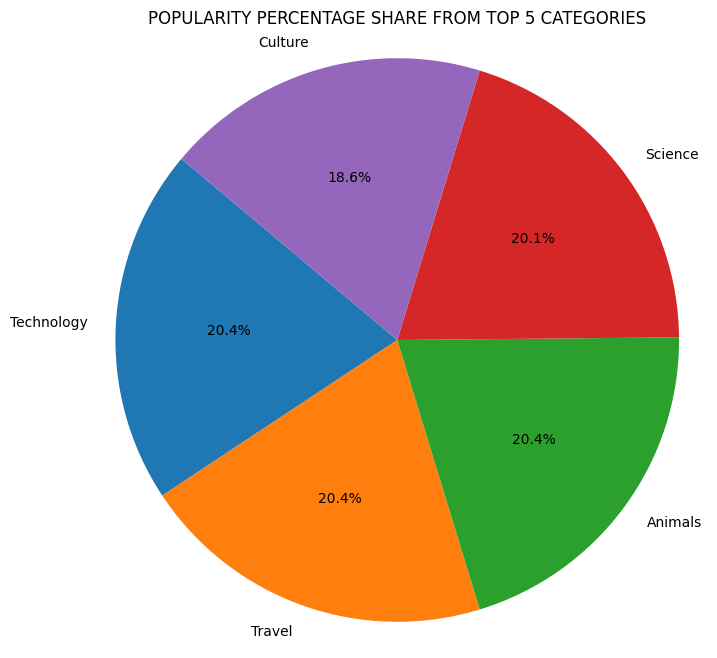 POPULARITY PERCENTAGE SHARE FROM TOP 5 CATEGORIES
Culture
Science
18.6%
20.1%
Technology
20.4%
20.4%
20.4%
Animals
Travel